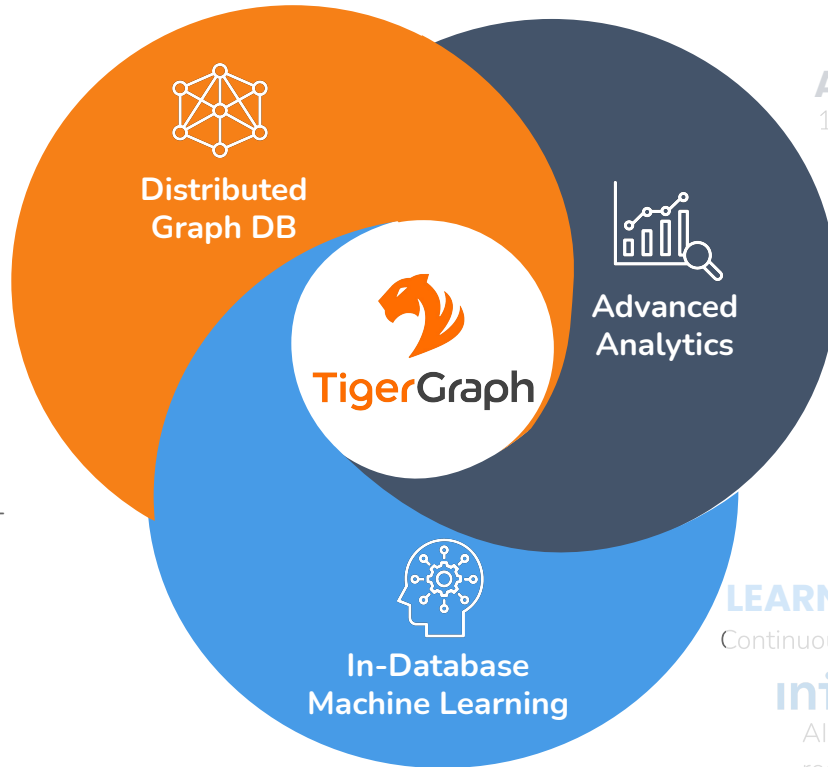 Distributed
Graph DB
Advanced
Analytics
TigerGraph
In-Database
Machine Learning